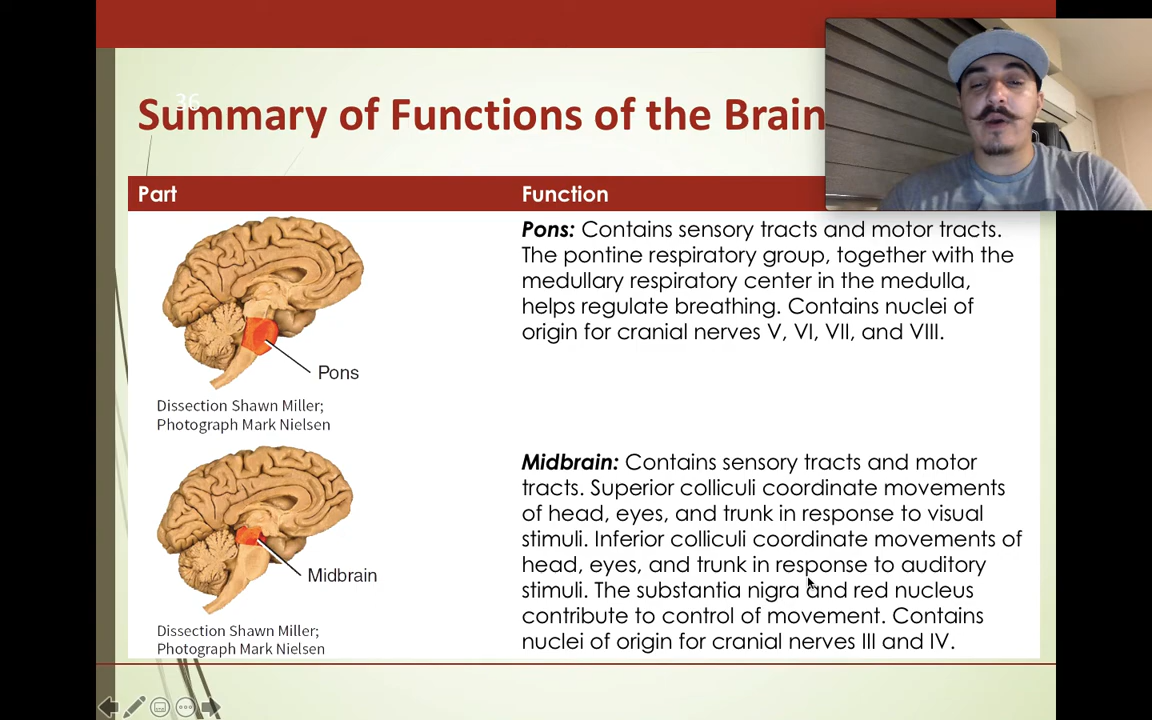 36
Summary of Functions of the Brain
Part
Function
Pons: Contains sensory tracts and motor tracts.
The pontine respiratory group, together with the
medullary respiratory center in the medulla,
helps regulate breathing. Contains nuclei of
origin for cranial nerves V, VI, VII, and VIII.
Pons
Dissection Shawn Miller;
Photograph Mark Nielsen
Midbrain: Contains sensory tracts and motor
tracts. Superior colliculi coordinate movements
of head, eyes, and trunk in response to visual
stimuli. Inferior colliculi coordinate movements of
head, eyes, and trunk in response to auditory
stimuli. The substantia nigra and red nucleus
contribute to control of movement. Contains
nuclei of origin for cranial nerves III and IV.
Midbrain
Dissection Shawn Miller;
Photograph Mark Nielsen